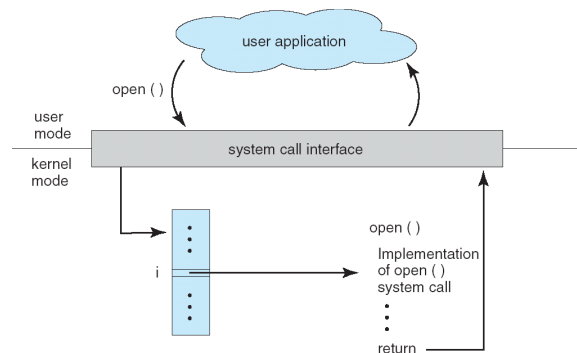 user application
open ( )
user
mode
system call interface
kernel
mode
open ( )
Implementation
of open ( )
system call
i
return